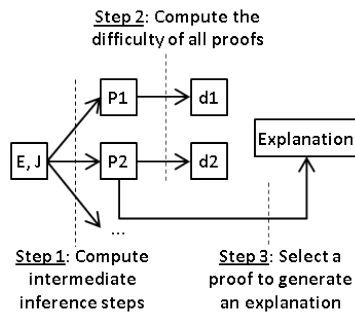 Step 2: Compute the
difficulty of all proofs
P1
d1
Explanation
E, J
P2
d2
...
Step 1: Compute
intermediate
inference steps
Step 3: Select a
proof to generate
an explanation